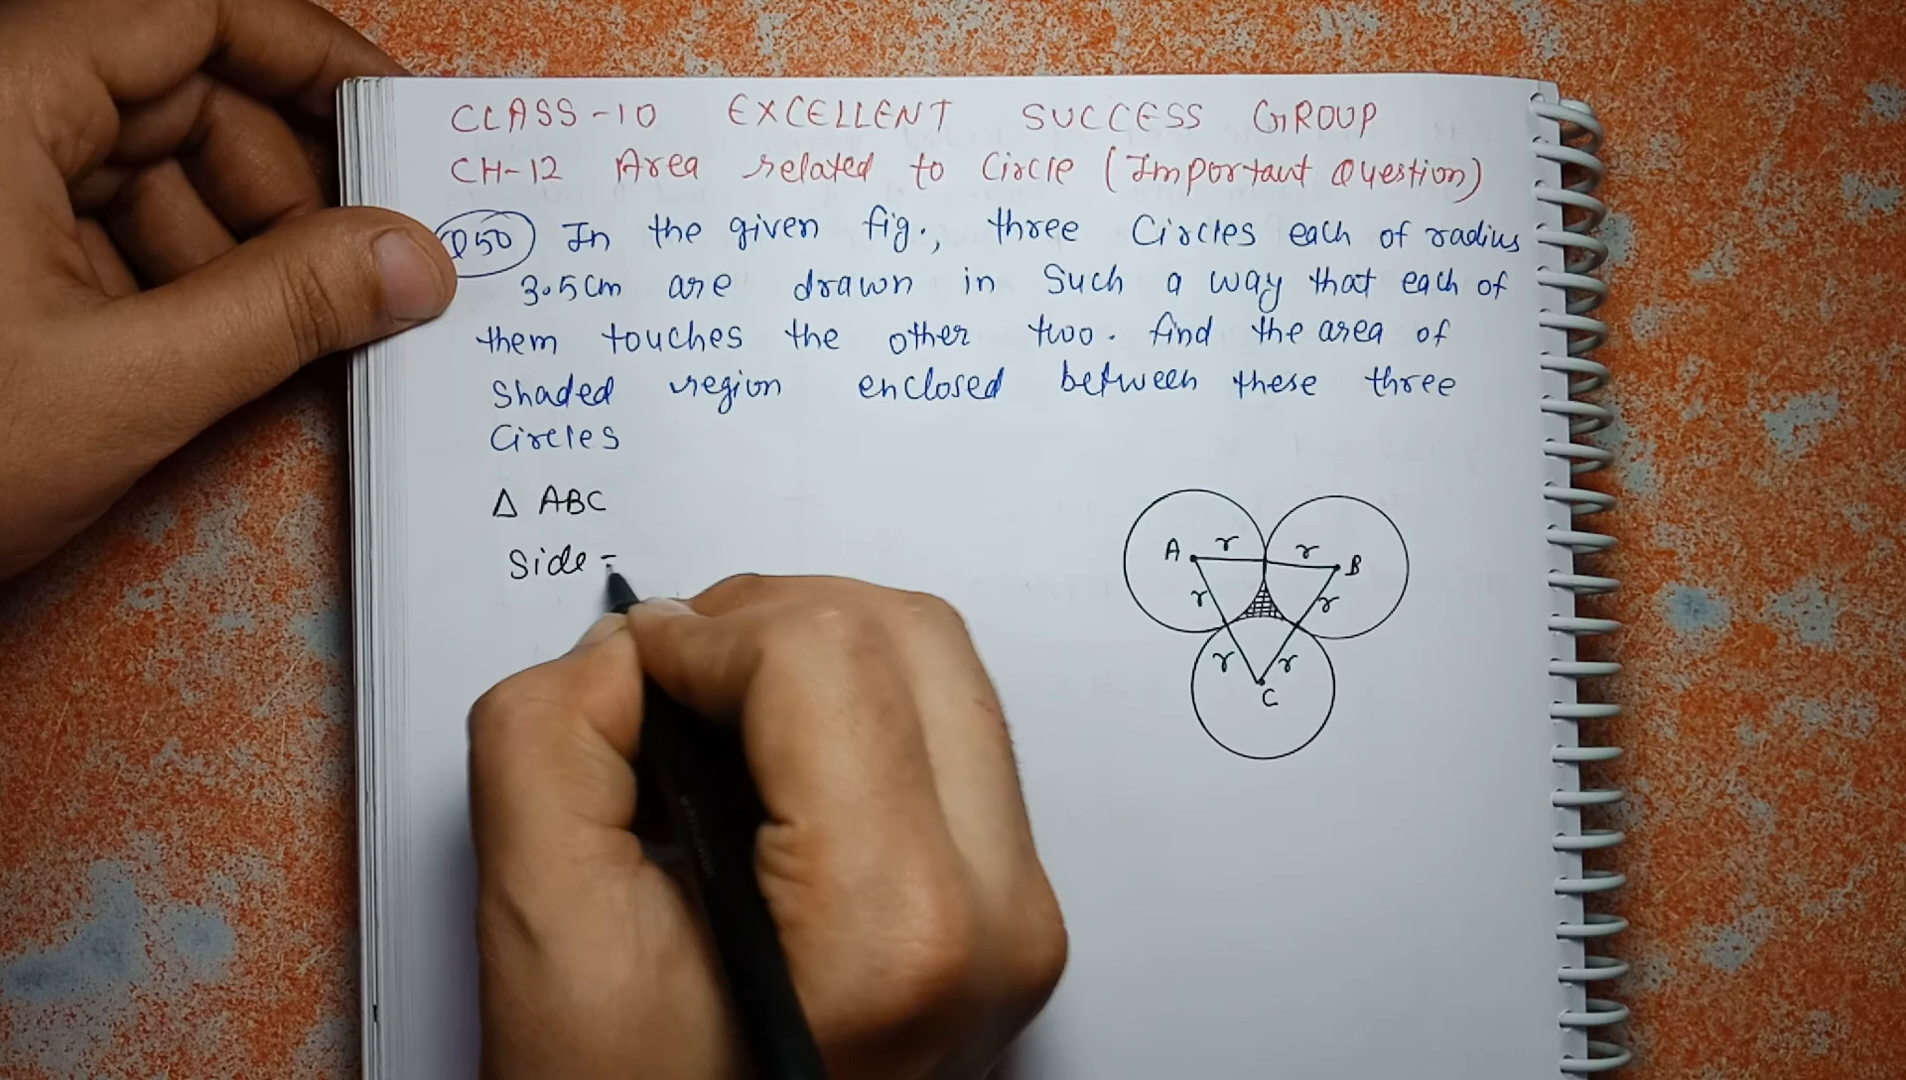 CLASS-10 EXCELLENT SUCCESS GROUP
CH-12 Area related to Circle (Important Question)
Q50 In the given fig., three Circles each of radius
3.5cm are drawn in Such a way that each of
them touches the other two. find the area of
Shaded region enclosed between these three
Circles
Δ ABC
Side =
A r r B
r r
r r
C